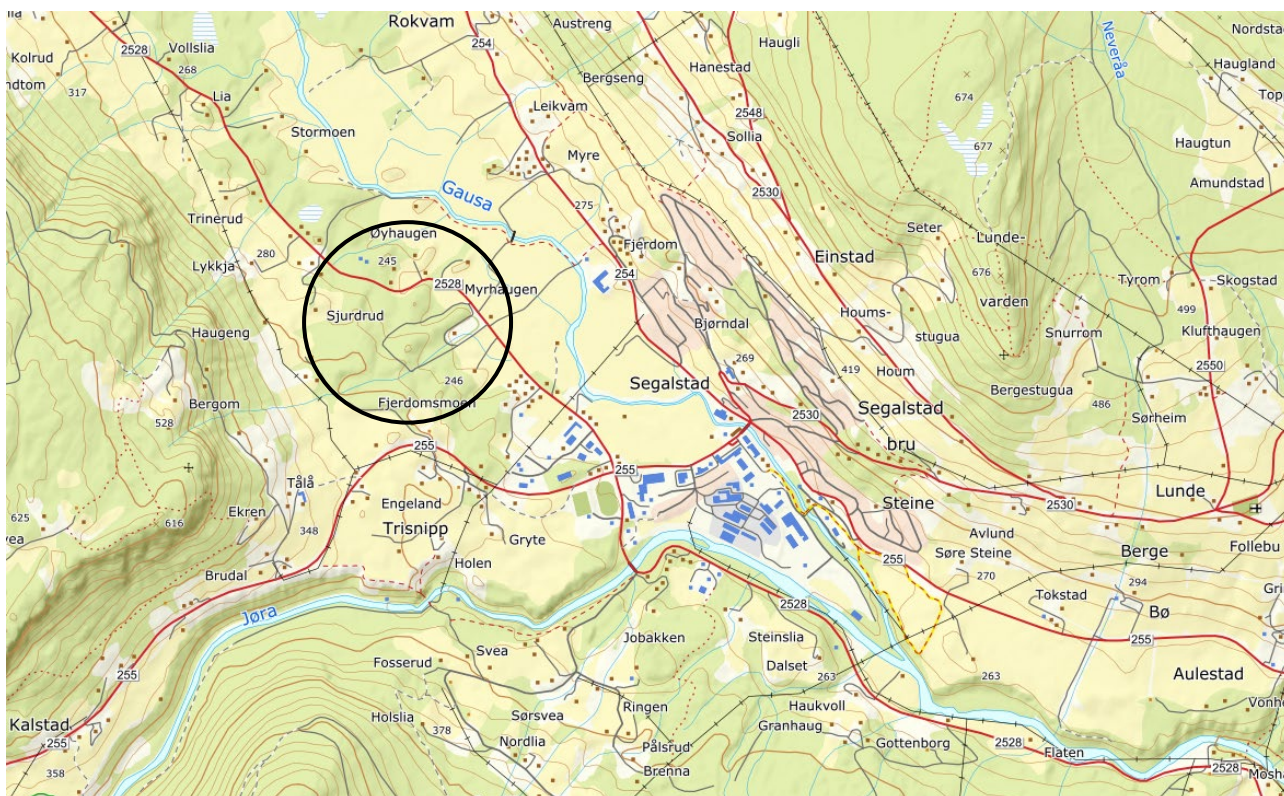 Rokvam
Austreng
Nordsta
Haugli
Kolrud
2528
Vollslia
268
254
Hanestad
Neveråa
Haugland
ndtom
317
Bergseng
674
Lia
Leikvam
2548
Stormoen
Sollia
677
Haugtun
Myre
Gausa
2530
Amundstad
Trinerud
275
Øyhaugen
Fjerdom
Seter
Lunde-
280
245
Einstad
Lykkja
254
676
Tyrom
Skogstad
2528
Myrhaugen
varden
499
Sjurdrud
Bjørndal
Houms-
Haugeng
stugua
Snurrom
Klufthaugen
269
2550
246
Segalstad
419
Houm
Bergestugua
Bergom
Fjerdomsmoen
486
2530
Segalstad
Sørheim
528
bru
255
255
Tålå
Lunde
Engeland
Steine
2530
625
616
Ekren
348
Trisnipp
Gryte
Avlund
Follebu
vea
255
Søre Steine
Berge
Holen
270
294
Brudal
Tokstad
Bø
Gri
Jøra
2528
Jobakken
Steinslia
255
Svea
Fosserud
Dalset
263
263
Aulestad
Kalstad
255
Holslia
378
Sørsvea
Ringen
Haukvoll
Vonhe
255
Granhaug
Nordlia
Pålsrud
Gottenborg
2528
Flaten
358
Brenna
2528
Mosha